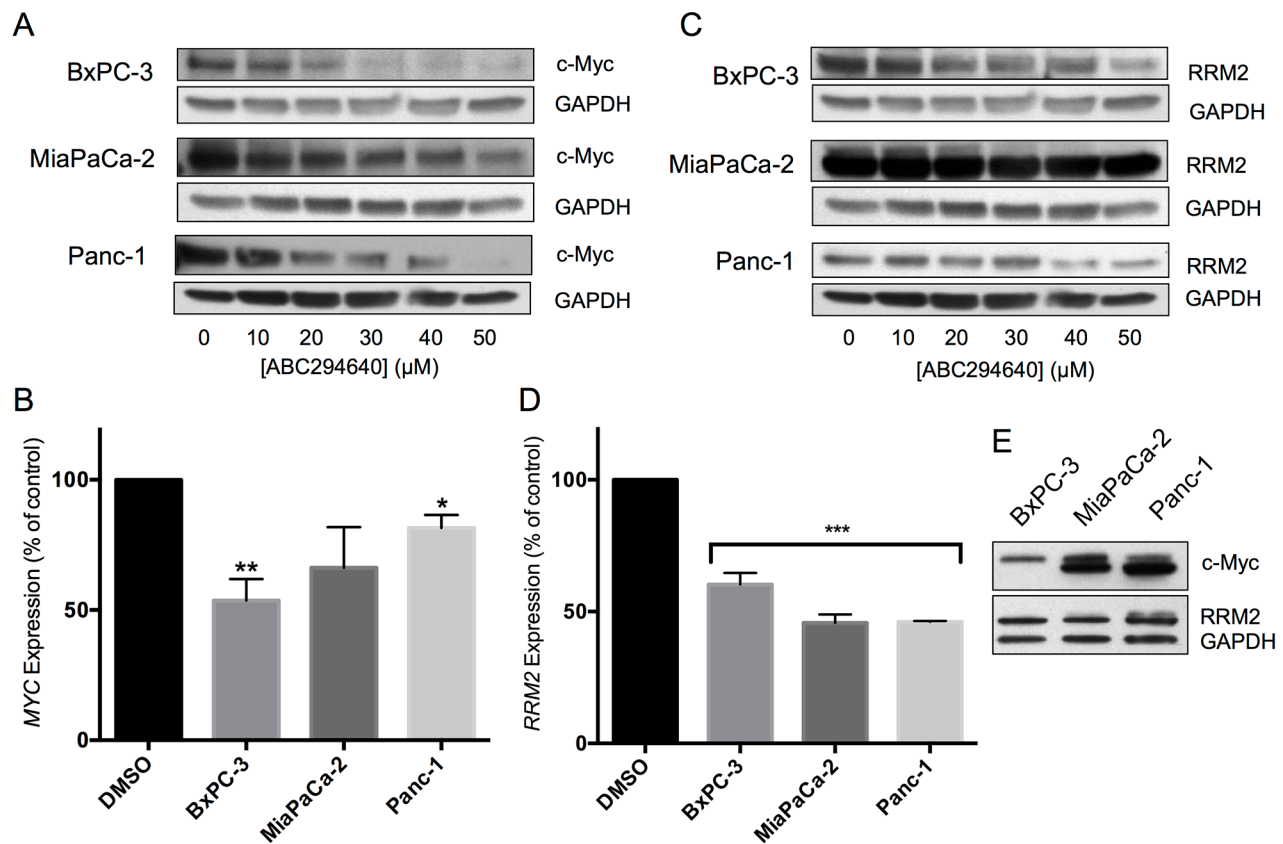 A
BxPC-3
c-Myc
GAPDH
MiaPaCa-2
c-Myc
GAPDH
Panc-1
c-Myc
GAPDH
0 10 20 30 40 50
[ABC294640] (µM)
C
BxPC-3
RRM2
GAPDH
MiaPaCa-2
RRM2
GAPDH
Panc-1
RRM2
GAPDH
0 10 20 30 40 50
[ABC294640] (µM)
B
MYC Expression (% of control)
100
50
0
**
*
DMSO
BxPC-3
MiaPaCa-2
Panc-1
D
RRM2 Expression (% of control)
100
50
0
***
DMSO
BxPC-3
MiaPaCa-2
Panc-1
E
BxPC-3
MiaPaCa-2
Panc-1
c-Myc
RRM2
GAPDH